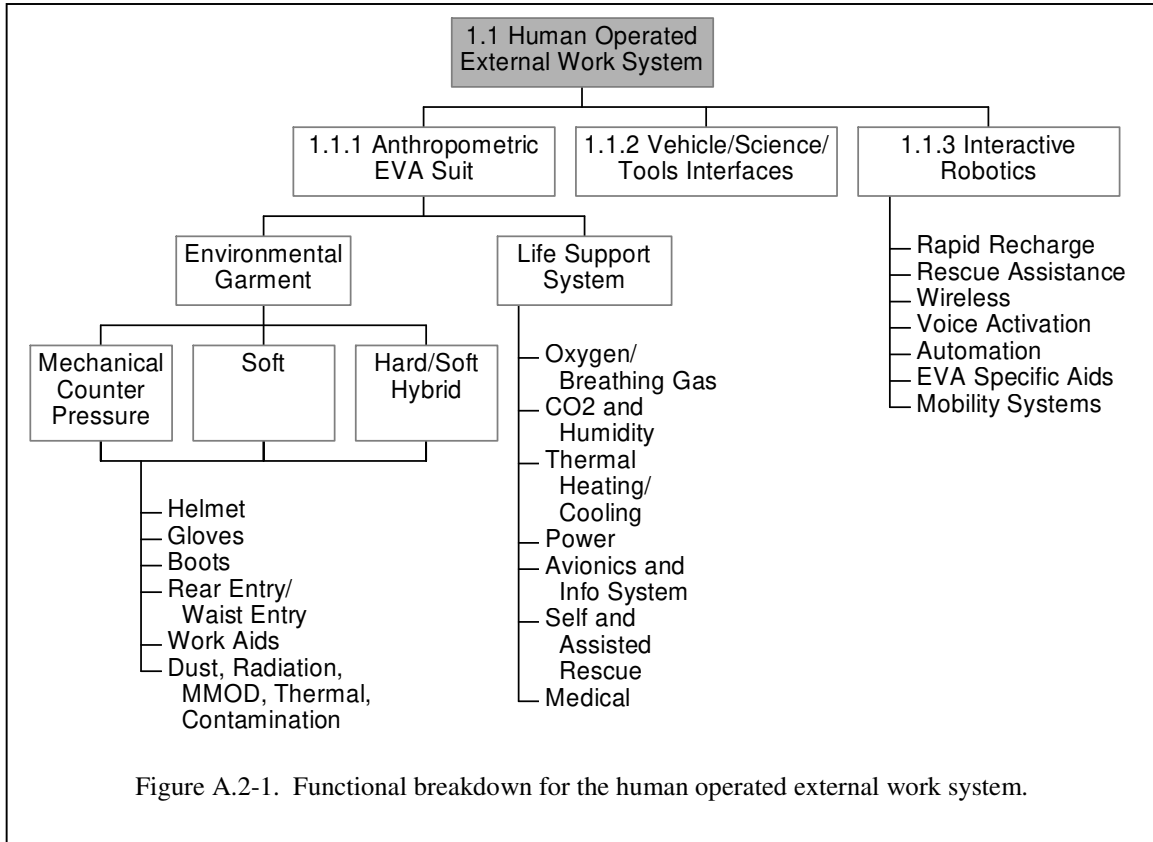 1.1 Human Operated
External Work System
1.1.1 Anthropometric
EVA Suit
1.1.2 Vehicle/Science/
Tools Interfaces
1.1.3 Interactive
Robotics
Environmental
Garment
Life Support
System
Mechanical
Counter
Pressure
Soft
Hard/Soft
Hybrid
Helmet
Gloves
Boots
Rear Entry/
Waist Entry
Work Aids
Dust, Radiation,
MMOD, Thermal,
Contamination
Oxygen/
Breathing Gas
CO2 and
Humidity
Thermal
Heating/
Cooling
Power
Avionics and
Info System
Self and
Assisted
Rescue
Medical
Rapid Recharge
Rescue Assistance
Wireless
Voice Activation
Automation
EVA Specific Aids
Mobility Systems
Figure A.2-1. Functional breakdown for the human operated external work system.